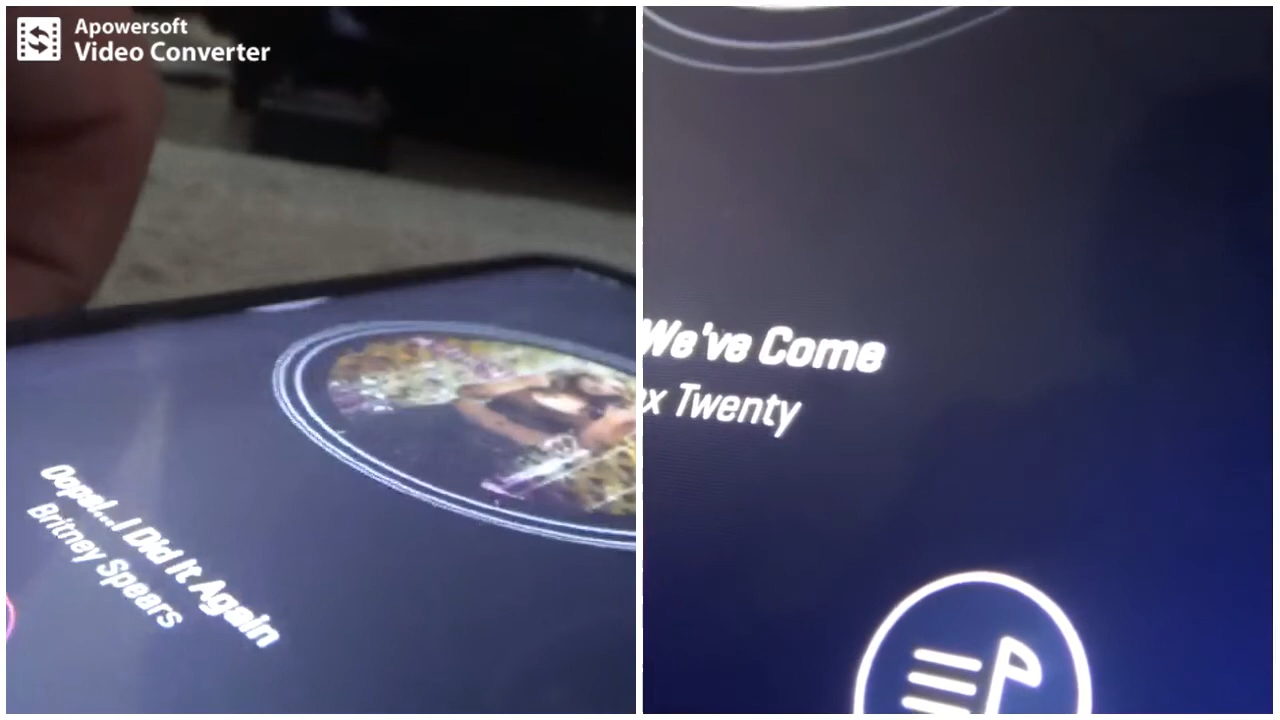 Apowersoft
Video Converter
Oops!...I Did It Again
Britney Spears
We've Come
x Twenty